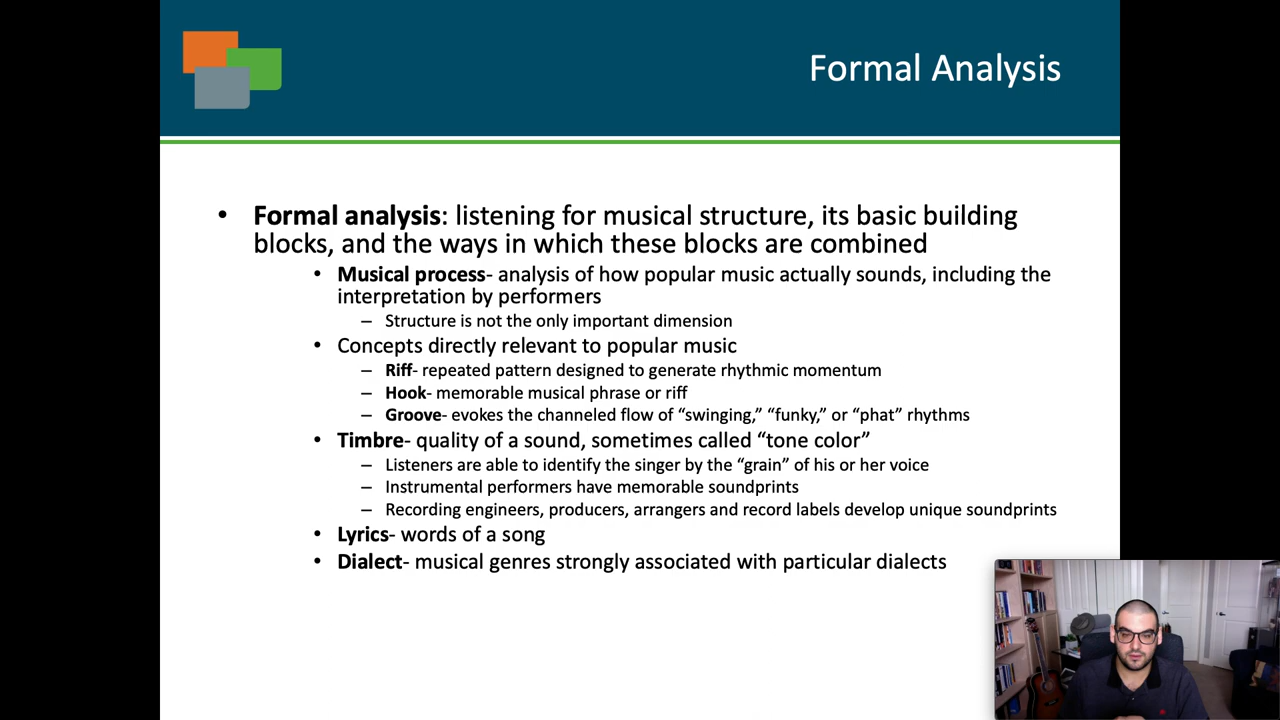 Formal Analysis
• Formal analysis: listening for musical structure, its basic building
blocks, and the ways in which these blocks are combined
• Musical process- analysis of how popular music actually sounds, including the
interpretation by performers
– Structure is not the only important dimension
• Concepts directly relevant to popular music
– Riff- repeated pattern designed to generate rhythmic momentum
– Hook- memorable musical phrase or riff
– Groove- evokes the channeled flow of “swinging,” “funky,” or “phat” rhythms
• Timbre- quality of a sound, sometimes called “tone color”
– Listeners are able to identify the singer by the “grain” of his or her voice
– Instrumental performers have memorable soundprints
– Recording engineers, producers, arrangers and record labels develop unique soundprints
• Lyrics- words of a song
• Dialect- musical genres strongly associated with particular dialects